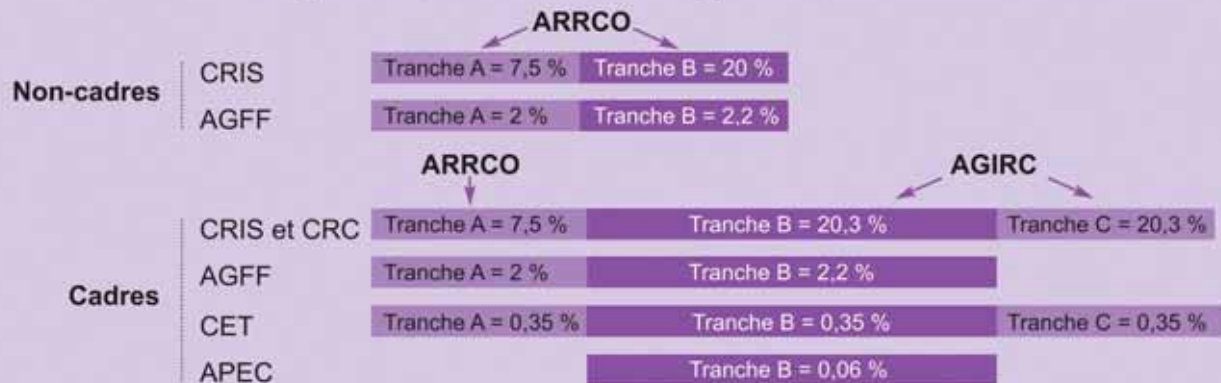 ARRCO
Non-cadres
CRIS Tranche A = 7,5 % Tranche B = 20 %
AGFF Tranche A = 2 % Tranche B = 2,2 %
ARRCO AGIRC
Cadres
CRIS et CRC Tranche A = 7,5 % Tranche B = 20,3 % Tranche C = 20,3 %
AGFF Tranche A = 2 % Tranche B = 2,2 %
CET Tranche A = 0,35 % Tranche B = 0,35 % Tranche C = 0,35 %
APEC Tranche B = 0,06 %